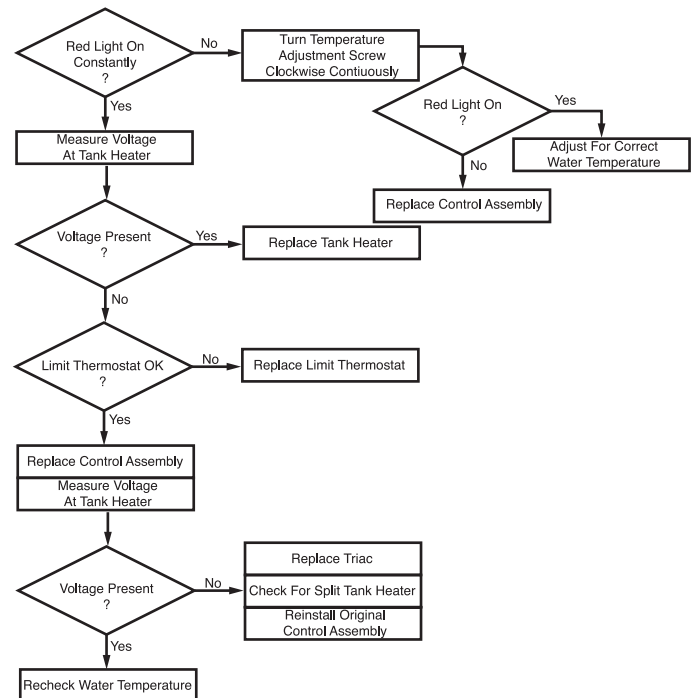 Red Light On
Constantly
?
No
Turn Temperature
Adjustment Screw
Clockwise Contiuously
Red Light On
?
Yes
Adjust For Correct
Water Temperature
No
Replace Control Assembly
Yes
Measure Voltage
At Tank Heater
Voltage Present
?
Yes
Replace Tank Heater
No
Limit Thermostat OK
?
No
Replace Limit Thermostat
Yes
Replace Control Assembly
Measure Voltage
At Tank Heater
Voltage Present
?
No
Replace Triac
Check For Split Tank Heater
Reinstall Original
Control Assembly
Yes
Recheck Water Temperature